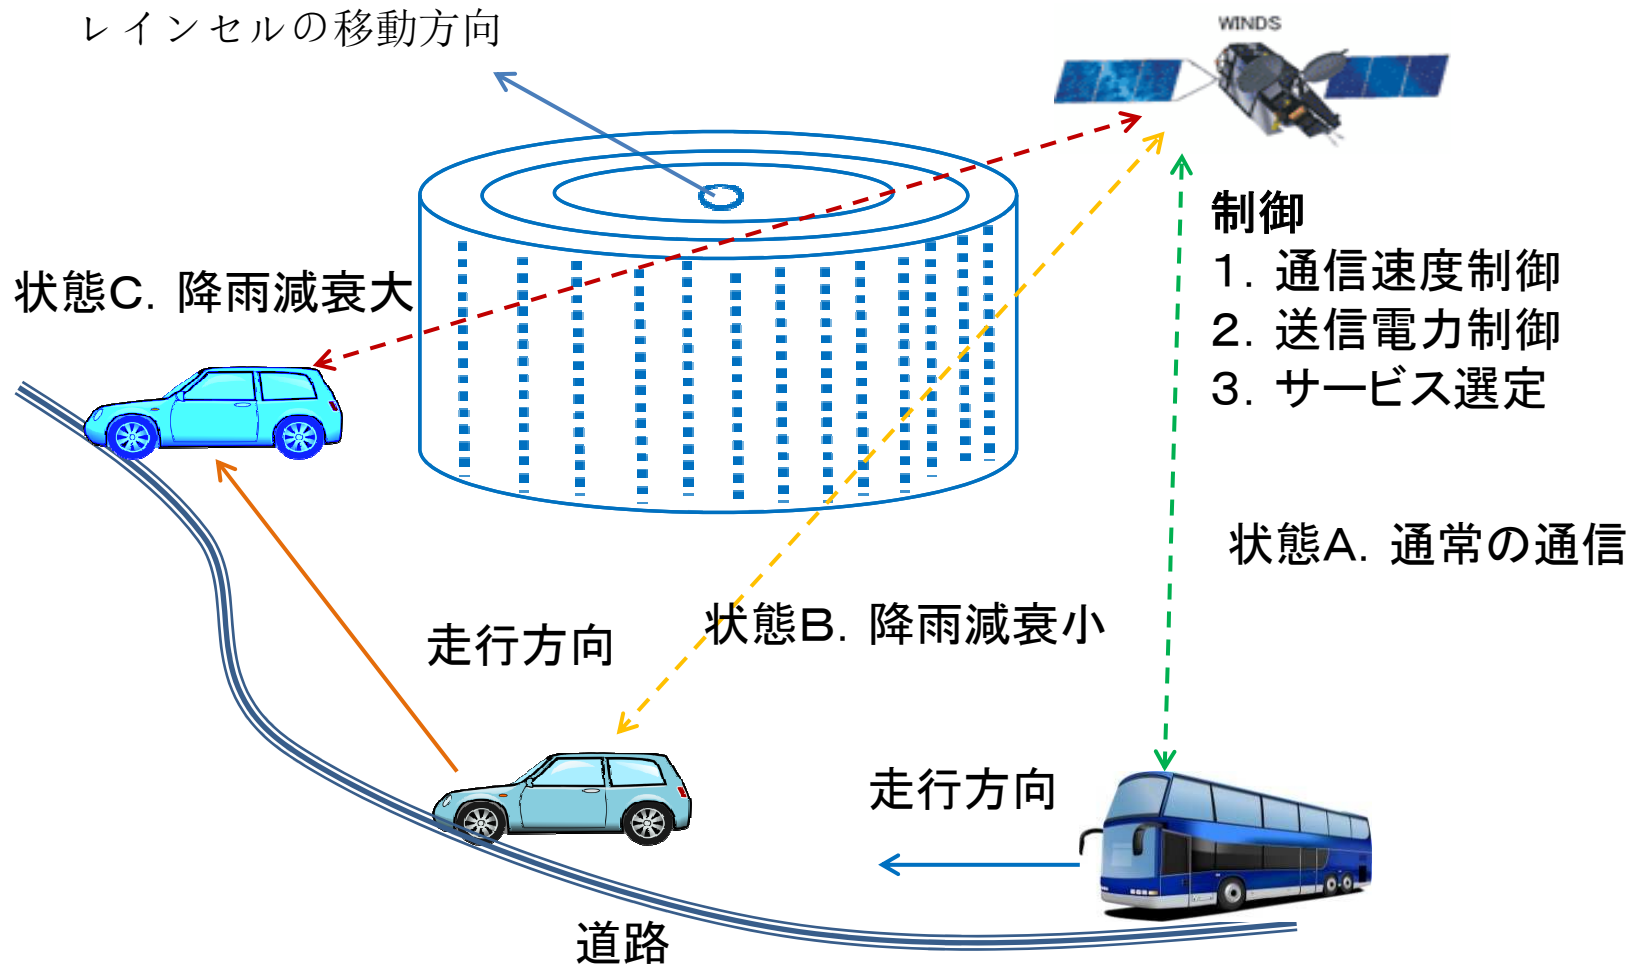 レインセルの移動方向
WINDS
制御
1. 通信速度制御
2. 送信電力制御
3. サービス選定
状態C. 降雨減衰大
状態A. 通常の通信
状態B. 降雨減衰小
走行方向
走行方向
道路